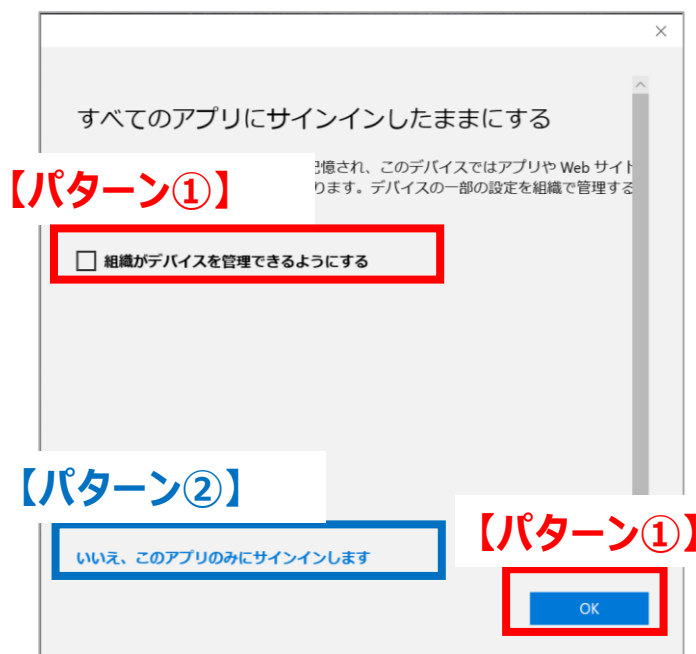 すべてのアプリにサインインしたままにする
記憶され、このデバイスではアプリや Web サイト
【パターン①】
ります。デバイスの一部の設定を組織で管理する
組織がデバイスを管理できるようにする
【パターン②】
【パターン①】
いいえ、このアプリのみにサインインします
OK